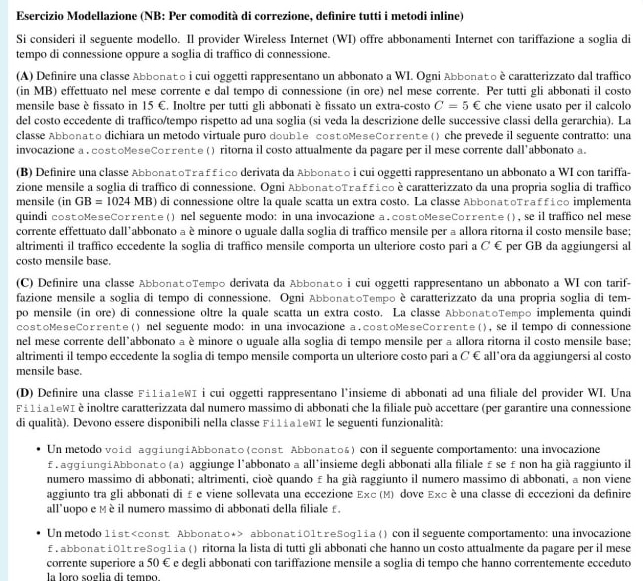 Esercizio Modellazione (NB: Per comodità di correzione, definire tutti i metodi inline)
Si consideri il seguente modello. Il provider Wireless Internet (WI) offre abbonamenti Internet con tariffazione a soglia di
tempo di connessione oppure a soglia di traffico di connessione.
(A) Definire una classe Abbonato i cui oggetti rappresentano un abbonato a WI. Ogni Abbonato è caratterizzato dal traffico
(in MB) effettuato nel mese corrente e dal tempo di connessione (in ore) nel mese corrente. Per tutti gli abbonati il costo
mensile base è fissato in 15 €. Inoltre per tutti gli abbonati è fissato un extra-costo C = 5 € che viene usato per il calcolo
del costo eccedente di traffico/tempo rispetto ad una soglia (si veda la descrizione delle successive classi della gerarchia). La
classe Abbonato dichiara un metodo virtuale puro double costoMeseCorrente() che prevede il seguente contratto: una
invocazione a.costoMeseCorrente() ritorna il costo attualmente da pagare per il mese corrente dall'abbonato a.
(B) Definire una classe AbbonatoTraffico derivata da Abbonato i cui oggetti rappresentano un abbonato a WI con tariffa-
zione mensile a soglia di traffico di connessione. Ogni AbbonatoTraffico è caratterizzato da una propria soglia di traffico
mensile (in GB = 1024 MB) di connessione oltre la quale scatta un extra costo. La classe AbbonatoTraffico implementa
quindi costoMeseCorrente() nel seguente modo: in una invocazione a.costoMeseCorrente(), se il traffico nel mese
corrente effettuato dall'abbonato a è minore o uguale dalla soglia di traffico mensile per a allora ritorna il costo mensile base;
altrimenti il traffico eccedente la soglia di traffico mensile comporta un ulteriore costo pari a C € per GB da aggiungersi al
costo mensile base.
(C) Definire una classe AbbonatoTempo derivata da Abbonato i cui oggetti rappresentano un abbonato a WI con tarif-
fazione mensile a soglia di tempo di connessione. Ogni AbbonatoTempo è caratterizzato da una propria soglia di tem-
po mensile (in ore) di connessione oltre la quale scatta un extra costo. La classe AbbonatoTempo implementa quindi
costoMeseCorrente() nel seguente modo: in una invocazione a.costoMeseCorrente(), se il tempo di connessione
nel mese corrente dell'abbonato a è minore o uguale alla soglia di tempo mensile per a allora ritorna il costo mensile base;
altrimenti il tempo eccedente la soglia di tempo mensile comporta un ulteriore costo pari a C € all'ora da aggiungersi al costo
mensile base.
(D) Definire una classe FilialeWI i cui oggetti rappresentano l'insieme di abbonati ad una filiale del provider WI. Una
FilialeWI è inoltre caratterizzata dal numero massimo di abbonati che la filiale può accettare (per garantire una connessione
di qualità). Devono essere disponibili nella classe FilialeWI le seguenti funzionalità:
• Un metodo void aggiungiAbbonato(const Abbonato&) con il seguente comportamento: una invocazione
f.aggiungiAbbonato(a) aggiunge l'abbonato a all'insieme degli abbonati alla filiale f se f non ha già raggiunto il
numero massimo di abbonati; altrimenti, cioè quando f ha già raggiunto il numero massimo di abbonati, a non viene
aggiunto tra gli abbonati di f e viene sollevata una eccezione Exc(M) dove Exc è una classe di eccezioni da definire
all'uopo e M è il numero massimo di abbonati della filiale f.
• Un metodo list<const Abbonato*> abbonatiOltreSoglia() con il seguente comportamento: una invocazione
f.abbonatiOltreSoglia() ritorna la lista di tutti gli abbonati che hanno un costo attualmente da pagare per il mese
corrente superiore a 50 € e degli abbonati con tariffazione mensile a soglia di tempo che hanno correntemente ecceduto
la loro soglia di tempo.